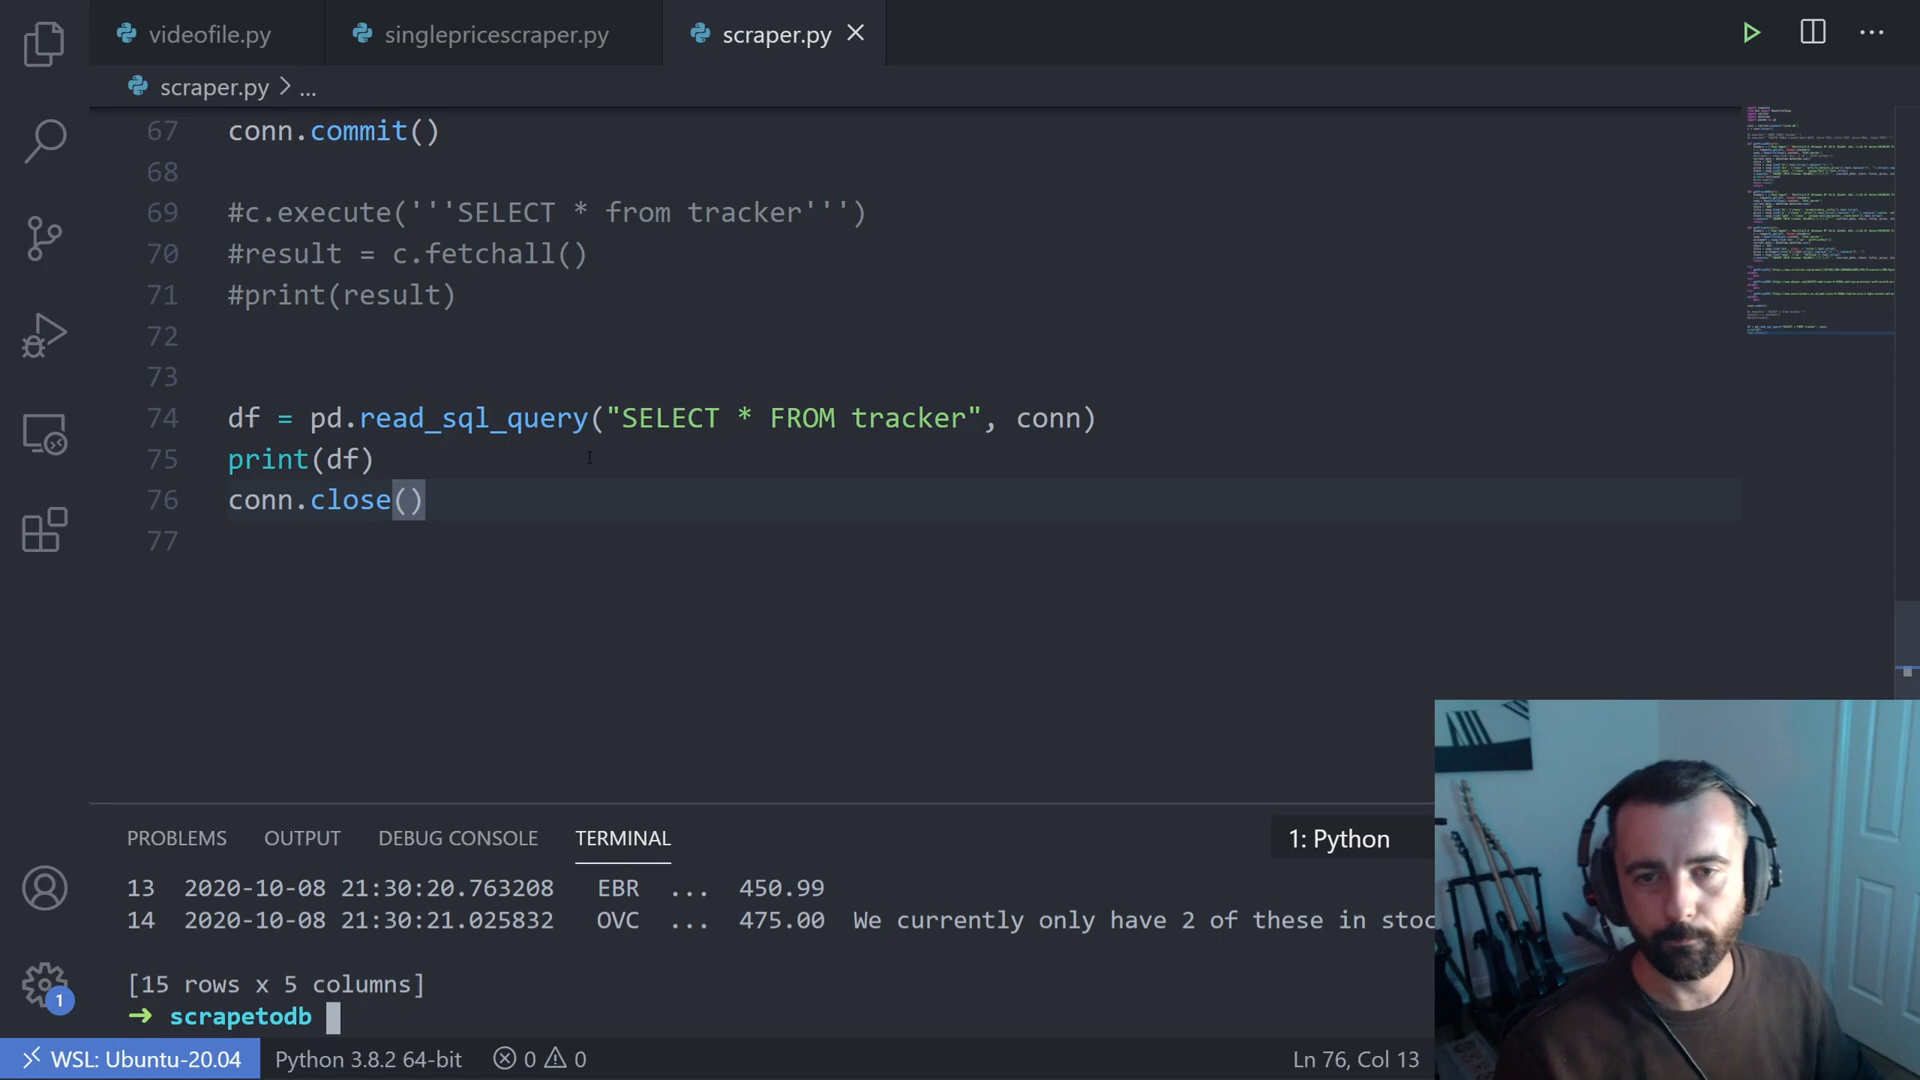 videofile.py
singlepricescraper.py
scraper.py
scraper.py > ...
67 conn.commit()
68
69 #c.execute('''SELECT * from tracker''')
70 #result = c.fetchall()
71 #print(result)
72
73
74 df = pd.read_sql_query("SELECT * FROM tracker", conn)
75 print(df)
76 conn.close()
77
PROBLEMS OUTPUT DEBUG CONSOLE TERMINAL 1: Python
13 2020-10-08 21:30:20.763208 EBR ... 450.99
14 2020-10-08 21:30:21.025832 OVC ... 475.00 We currently only have 2 of these in stoc
[15 rows x 5 columns]
→ scrapetodb
1
WSL: Ubuntu-20.04 Python 3.8.2 64-bit 0 0 Ln 76, Col 13